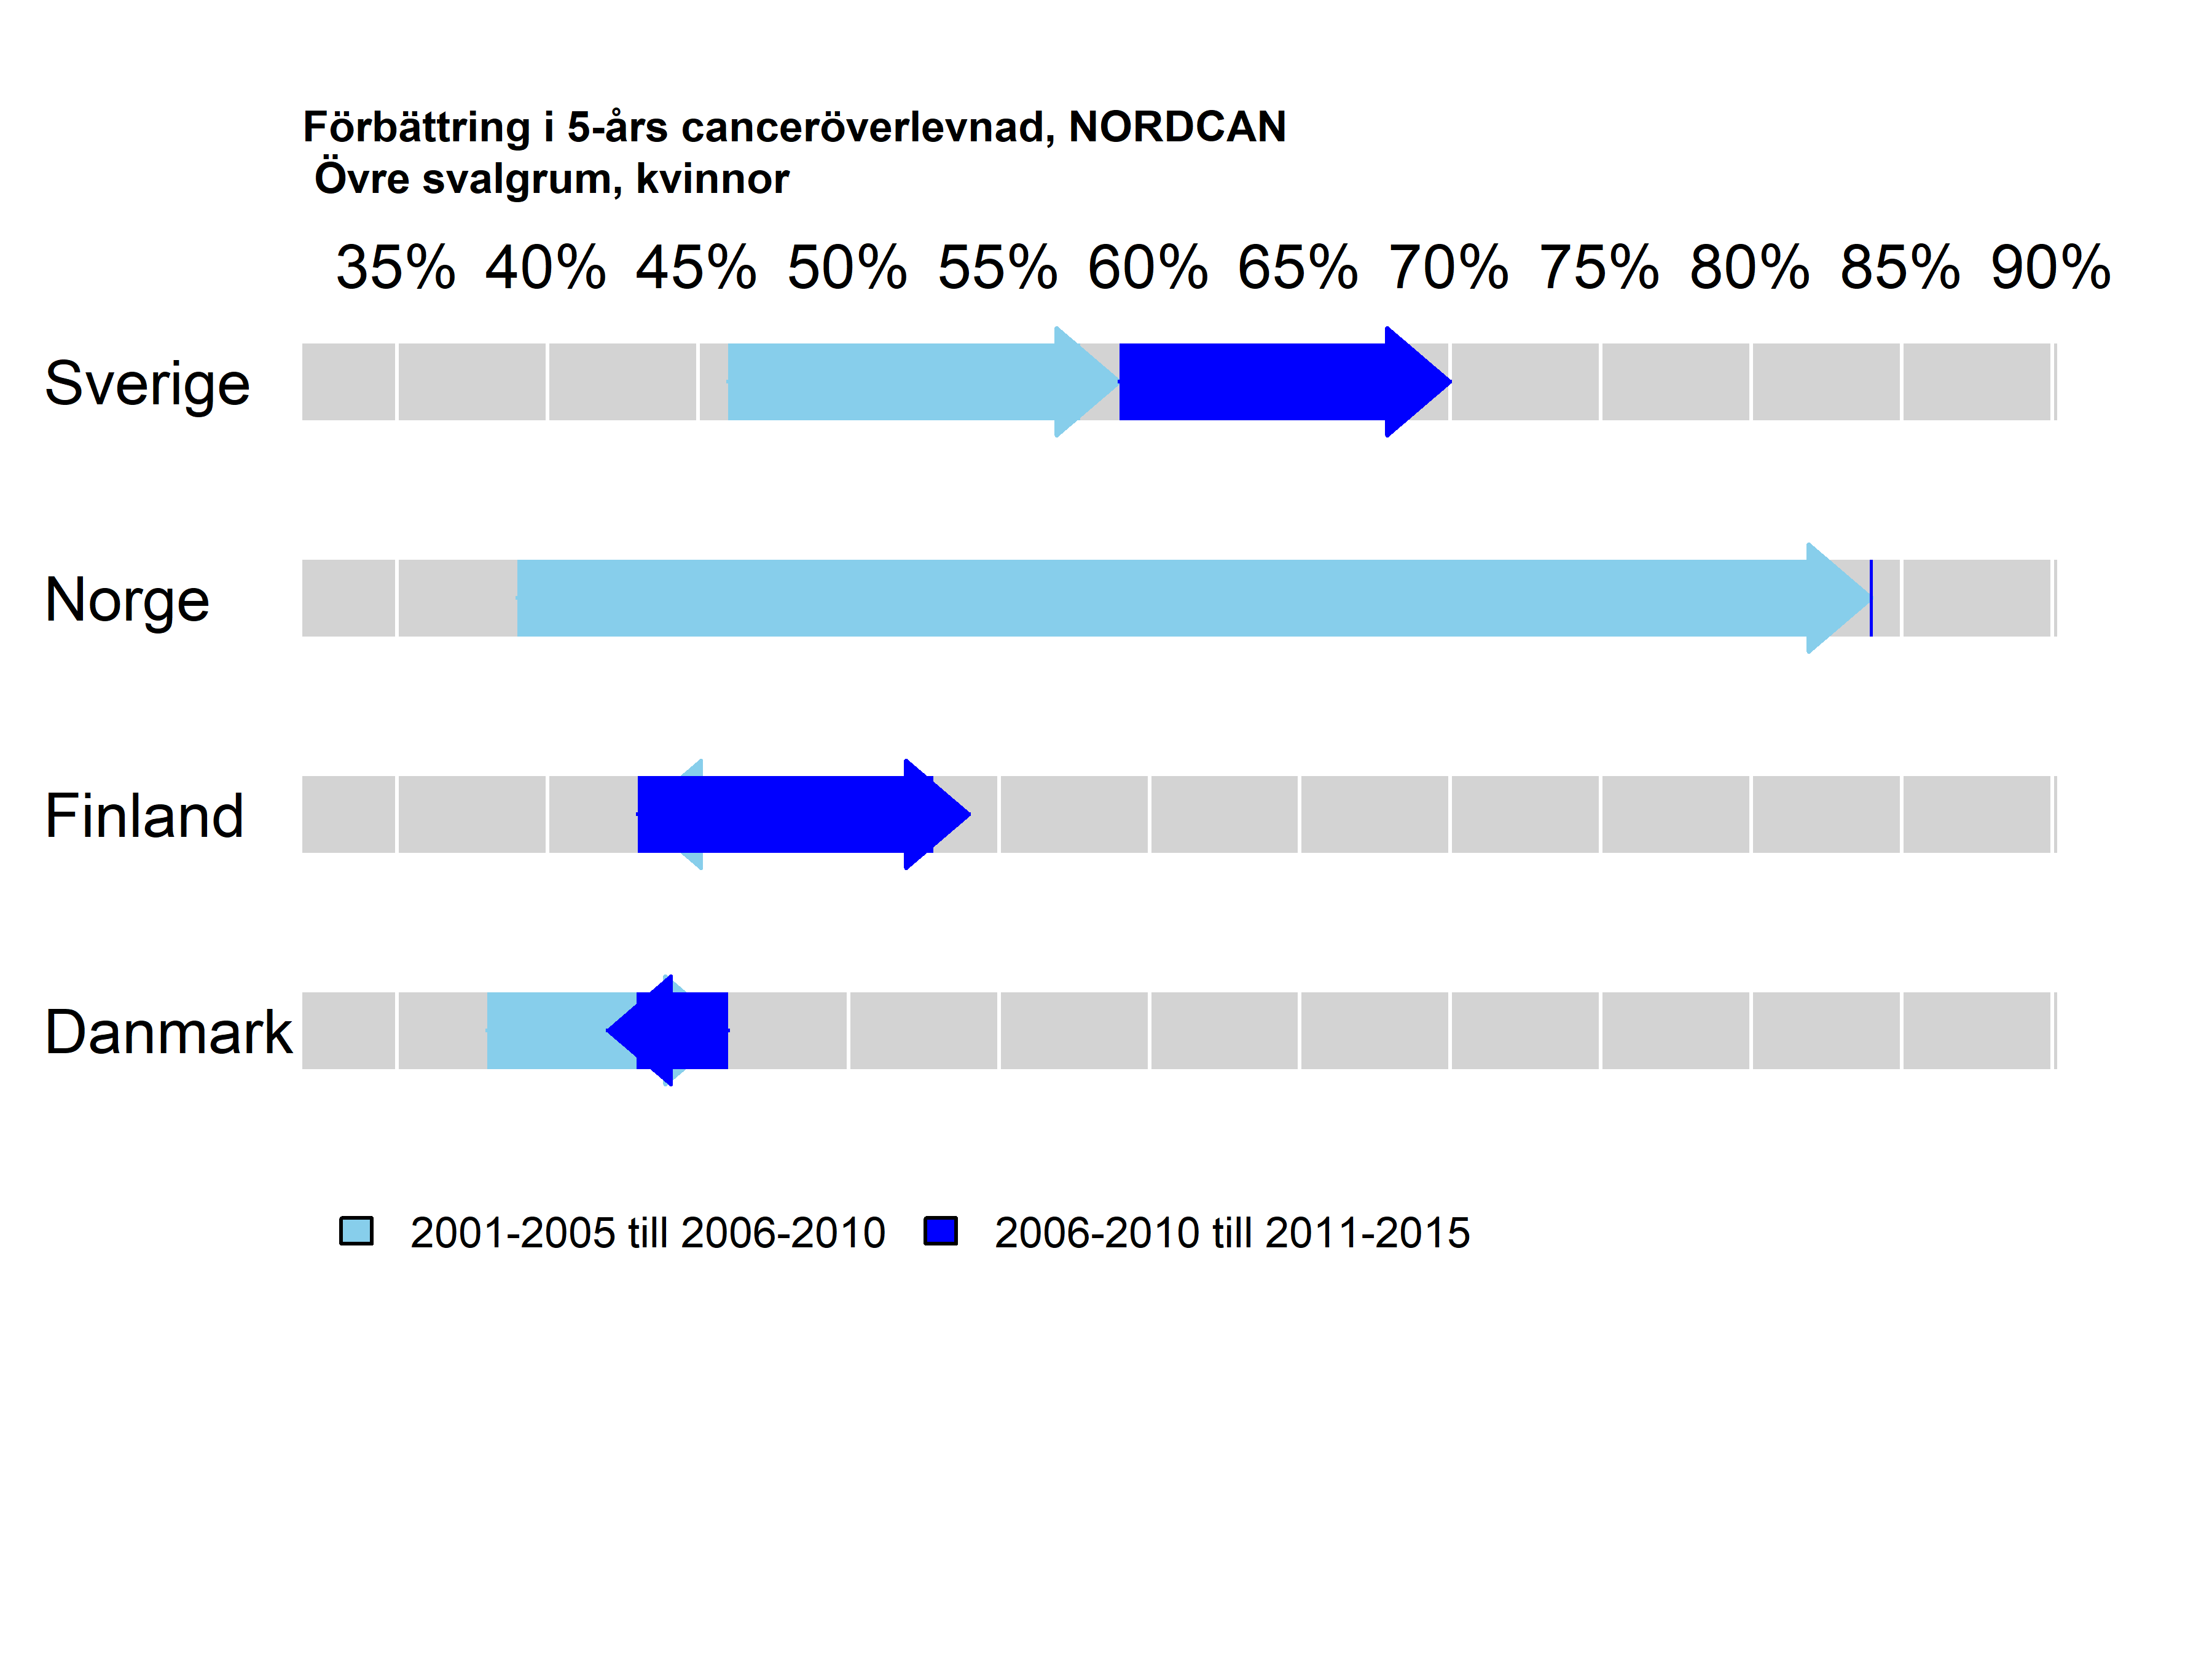 Förbättring i 5-års canceröverlevnad, NORDCAN
Övre svalgrum, kvinnor
35% 40% 45% 50% 55% 60% 65% 70% 75% 80% 85% 90%
Sverige
Norge
Finland
Danmark
2001-2005 till 2006-2010 2006-2010 till 2011-2015